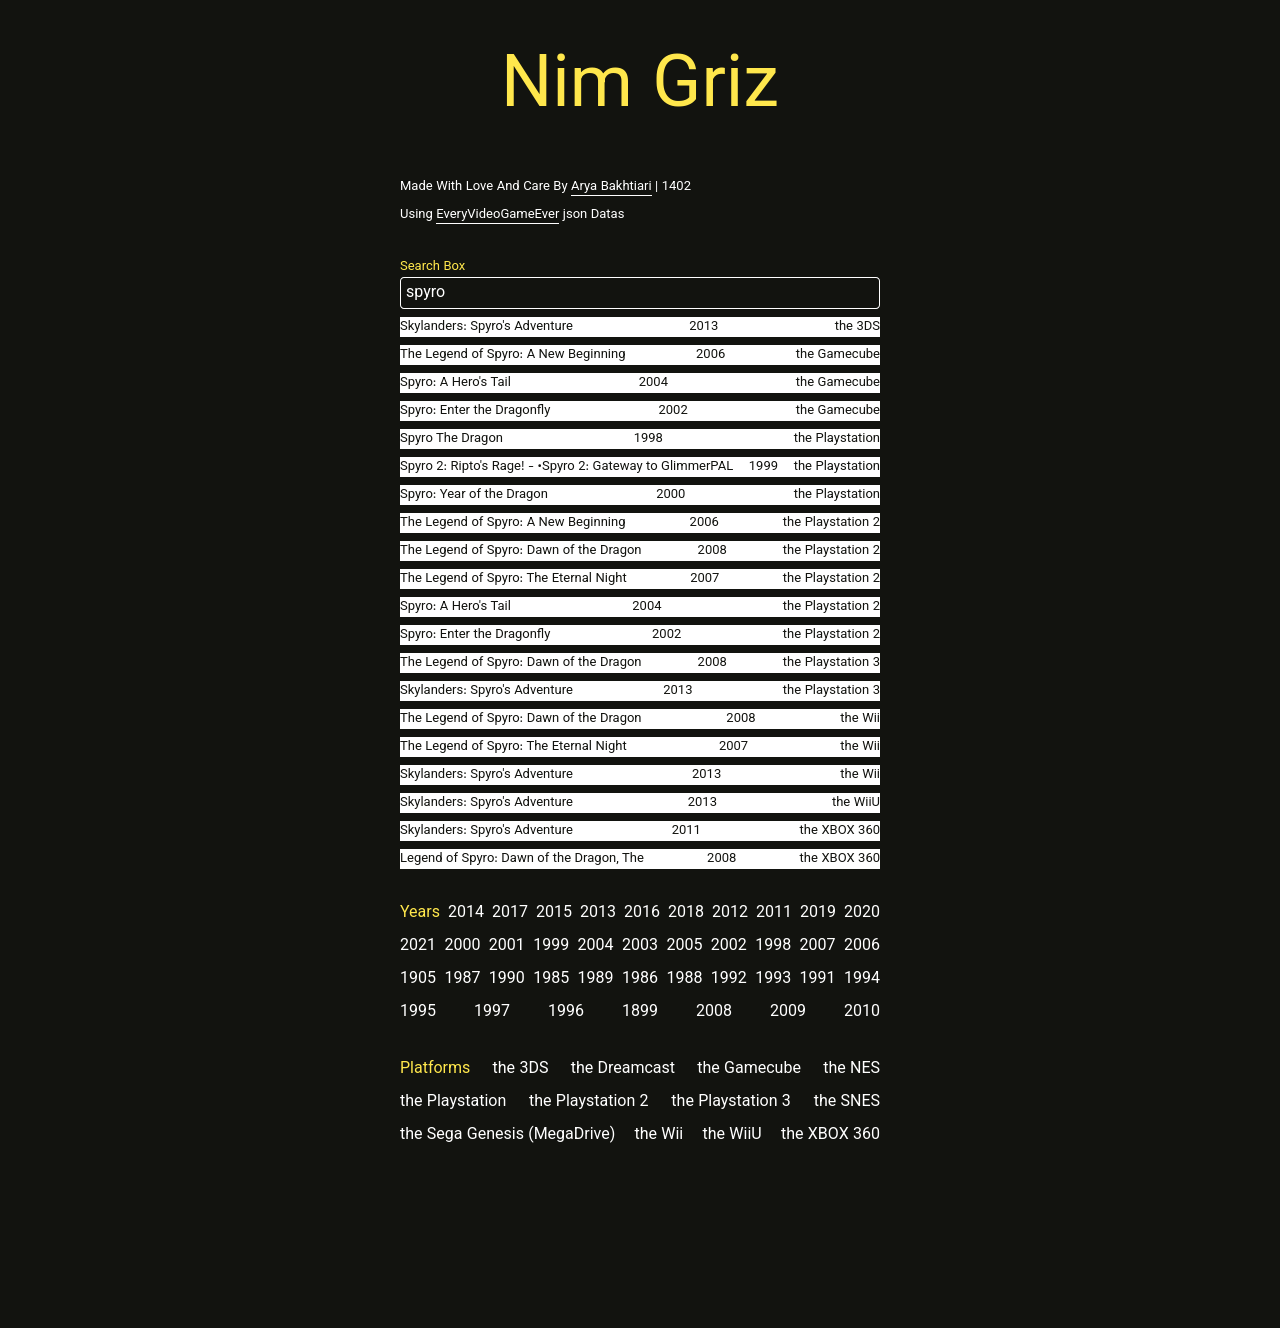 Nim Griz
Made With Love And Care By Arya Bakhtiari | 1402
Using EveryVideoGameEver json Datas
Search Box
spyro
Skylanders: Spyro's Adventure 2013 the 3DS
The Legend of Spyro: A New Beginning 2006 the Gamecube
Spyro: A Hero's Tail 2004 the Gamecube
Spyro: Enter the Dragonfly 2002 the Gamecube
Spyro The Dragon 1998 the Playstation
Spyro 2: Ripto's Rage! - •Spyro 2: Gateway to GlimmerPAL 1999 the Playstation
Spyro: Year of the Dragon 2000 the Playstation
The Legend of Spyro: A New Beginning 2006 the Playstation 2
The Legend of Spyro: Dawn of the Dragon 2008 the Playstation 2
The Legend of Spyro: The Eternal Night 2007 the Playstation 2
Spyro: A Hero's Tail 2004 the Playstation 2
Spyro: Enter the Dragonfly 2002 the Playstation 2
The Legend of Spyro: Dawn of the Dragon 2008 the Playstation 3
Skylanders: Spyro's Adventure 2013 the Playstation 3
The Legend of Spyro: Dawn of the Dragon 2008 the Wii
The Legend of Spyro: The Eternal Night 2007 the Wii
Skylanders: Spyro's Adventure 2013 the Wii
Skylanders: Spyro's Adventure 2013 the WiiU
Skylanders: Spyro's Adventure 2011 the XBOX 360
Legend of Spyro: Dawn of the Dragon, The 2008 the XBOX 360
Years 2014 2017 2015 2013 2016 2018 2012 2011 2019 2020
2021 2000 2001 1999 2004 2003 2005 2002 1998 2007 2006
1905 1987 1990 1985 1989 1986 1988 1992 1993 1991 1994
1995 1997 1996 1899 2008 2009 2010
Platforms the 3DS the Dreamcast the Gamecube the NES
the Playstation the Playstation 2 the Playstation 3 the SNES
the Sega Genesis (MegaDrive) the Wii the WiiU the XBOX 360